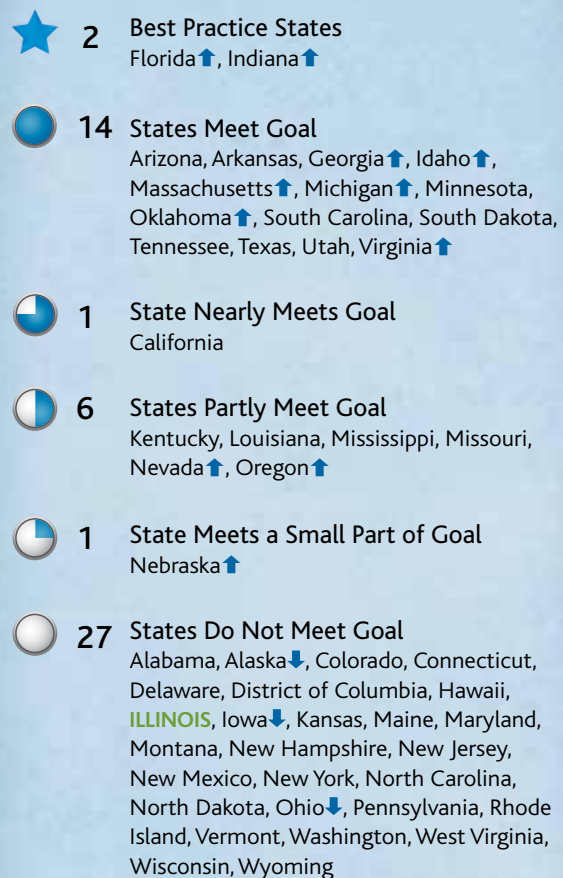 2 Best Practice States
Florida⬆, Indiana⬆
14 States Meet Goal
Arizona, Arkansas, Georgia⬆, Idaho⬆,
Massachusetts⬆, Michigan⬆, Minnesota,
Oklahoma⬆, South Carolina, South Dakota,
Tennessee, Texas, Utah, Virginia⬆
1 State Nearly Meets Goal
California
6 States Partly Meet Goal
Kentucky, Louisiana, Mississippi, Missouri,
Nevada⬆, Oregon⬆
1 State Meets a Small Part of Goal
Nebraska⬆
27 States Do Not Meet Goal
Alabama, Alaska⬇, Colorado, Connecticut,
Delaware, District of Columbia, Hawaii,
ILLINOIS, Iowa⬇, Kansas, Maine, Maryland,
Montana, New Hampshire, New Jersey,
New Mexico, New York, North Carolina,
North Dakota, Ohio⬇, Pennsylvania, Rhode
Island, Vermont, Washington, West Virginia,
Wisconsin, Wyoming